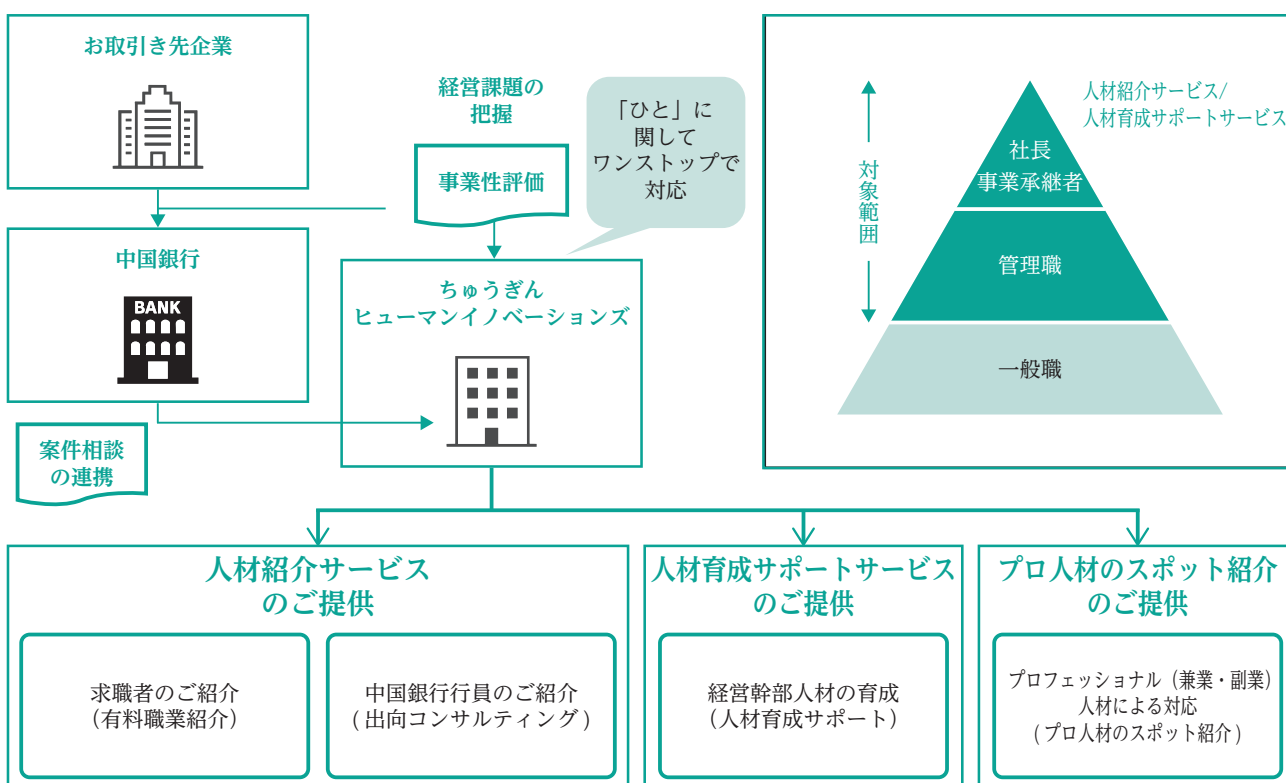 お取引き先企業
経営課題の
把握
事業性評価
「ひと」に
関して
ワンストップで
対応
中国銀行
BANK
ちゅうぎん
ヒューマンイノベーションズ
案件相談
の連携
人材紹介サービス/
人材育成サポートサービス
対象範囲
社長
事業承継者
管理職
一般職
人材紹介サービス
のご提供
求職者のご紹介
（有料職業紹介）
中国銀行行員のご紹介
( 出向コンサルティング )
人材育成サポートサービス
のご提供
経営幹部人材の育成
（人材育成サポート）
プロ人材のスポット紹介
のご提供
プロフェッショナル（兼業・副業）
人材による対応
( プロ人材のスポット紹介 )